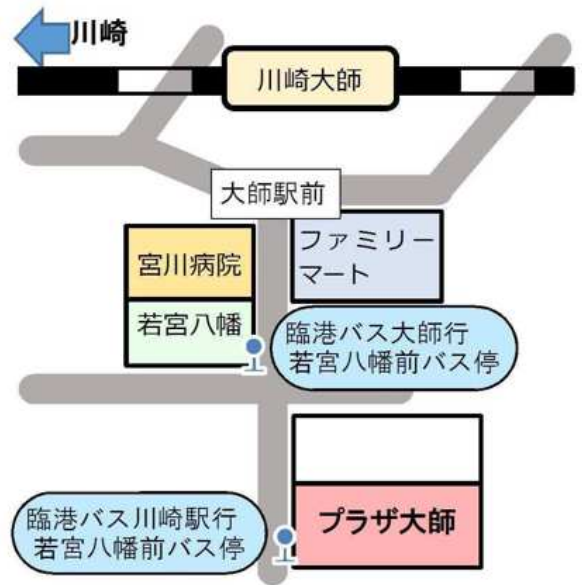 川崎
川崎大師
大師駅前
宮川病院
ファミリー
マート
若宮八幡
臨港バス大師行
若宮八幡前バス停
プラザ大師
臨港バス川崎駅行
若宮八幡前バス停